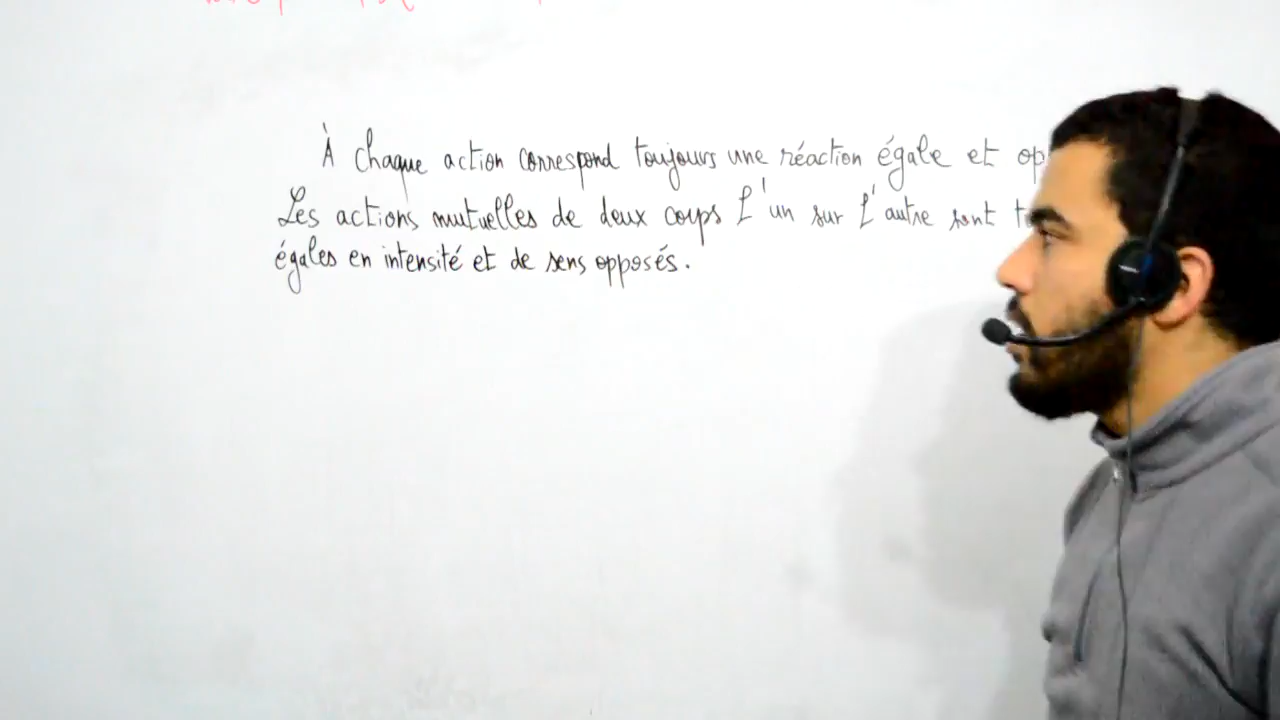 À chaque action correspond toujours une réaction égale et op
Les actions mutuelles de deux corps l'un sur l'autre sont t
égales en intensité et de sens opposés.